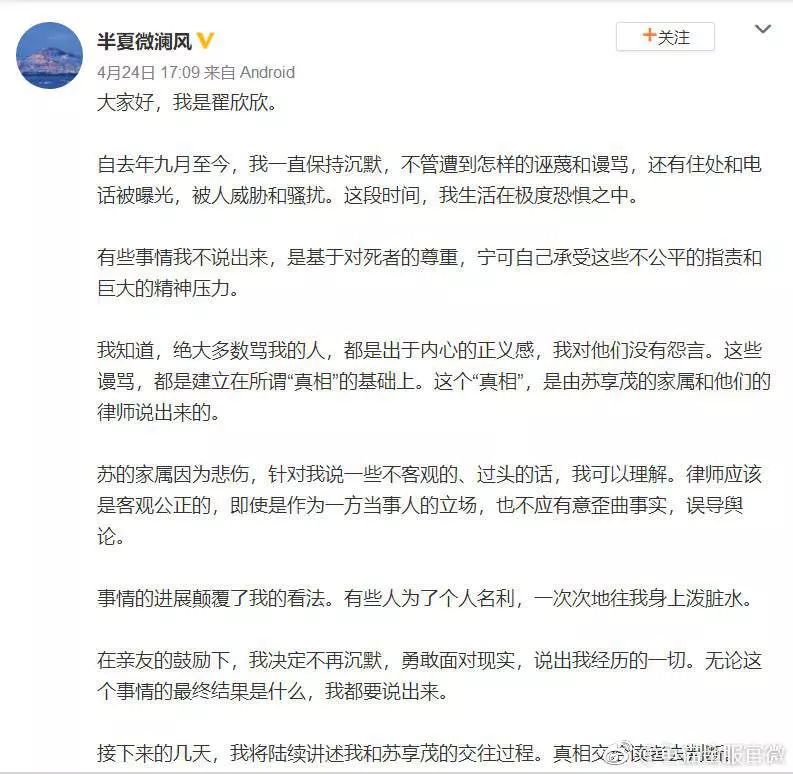 半夏微澜风
+关注
4月24日 17:09 来自 Android
大家好，我是翟欣欣。
自去年九月至今，我一直保持沉默，不管遭到怎样的诬蔑和谩骂，还有住处和电
话被曝光，被人威胁和骚扰。这段时间，我生活在极度恐惧之中。
有些事情我不说出来，是基于对死者的尊重，宁可自己承受这些不公平的指责和
巨大的精神压力。
我知道，绝大多数骂我的人，都是出于内心的正义感，我对他们没有怨言。这些
谩骂，都是建立在所谓“真相”的基础上。这个“真相”，是由苏享茂的家属和他们的
律师说出来的。
苏的家属因为悲伤，针对我说一些不客观的、过头的话，我可以理解。律师应该
是客观公正的，即使是作为一方当事人的立场，也不应有意歪曲事实，误导舆
论。
事情的进展颠覆了我的看法。有些人为了个人名利，一次次地往我身上泼脏水。
在亲友的鼓励下，我决定不再沉默，勇敢面对现实，说出我经历的一切。无论这
个事情的最终结果是什么，我都要说出来。
接下来的几天，我将陆续讲述我和苏享茂的交往过程。真相交给读者去判断。
官微